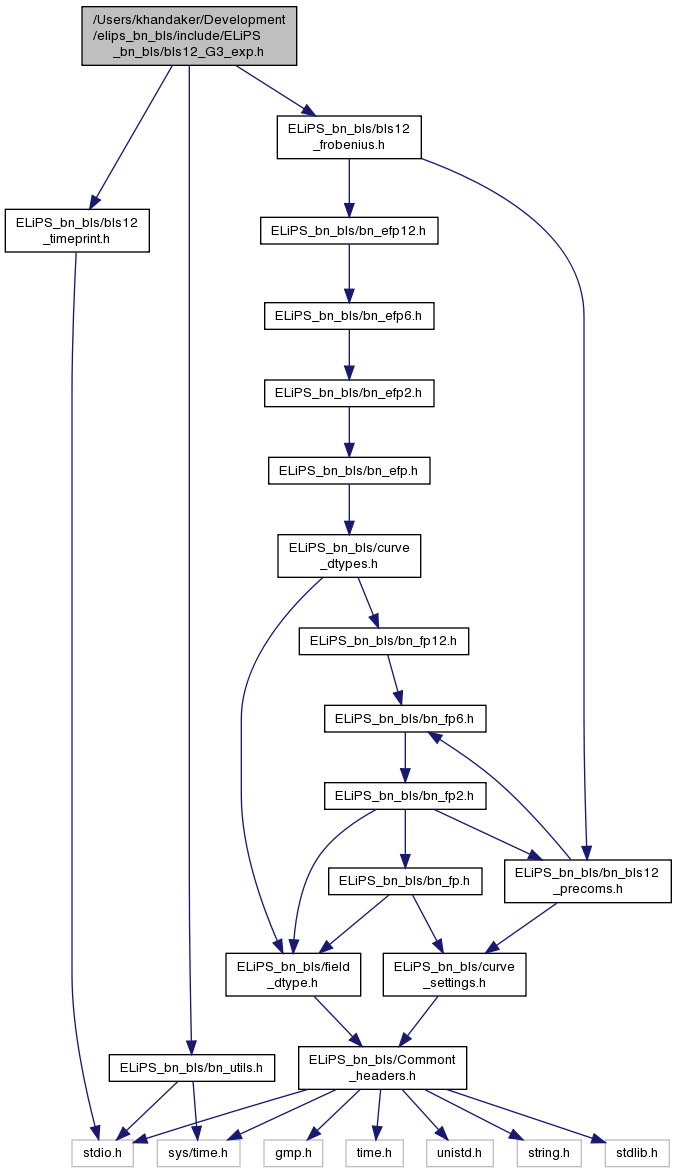 /Users/khandaker/Development
/elips_bn_bls/include/ELiPS
_bn_bls/bls12_G3_exp.h
ELiPS_bn_bls/bls12
_frobenius.h
ELiPS_bn_bls/bls12
_timeprint.h
ELiPS_bn_bls/bn_efp12.h
ELiPS_bn_bls/bn_efp6.h
ELiPS_bn_bls/bn_efp2.h
ELiPS_bn_bls/bn_efp.h
ELiPS_bn_bls/curve
_dtypes.h
ELiPS_bn_bls/bn_fp12.h
ELiPS_bn_bls/bn_fp6.h
ELiPS_bn_bls/bn_fp2.h
ELiPS_bn_bls/bn_fp.h
ELiPS_bn_bls/bn_bls12
_precoms.h
ELiPS_bn_bls/field
_dtype.h
ELiPS_bn_bls/curve
_settings.h
ELiPS_bn_bls/bn_utils.h
ELiPS_bn_bls/Commont
_headers.h
stdio.h
sys/time.h
gmp.h
time.h
unistd.h
string.h
stdlib.h